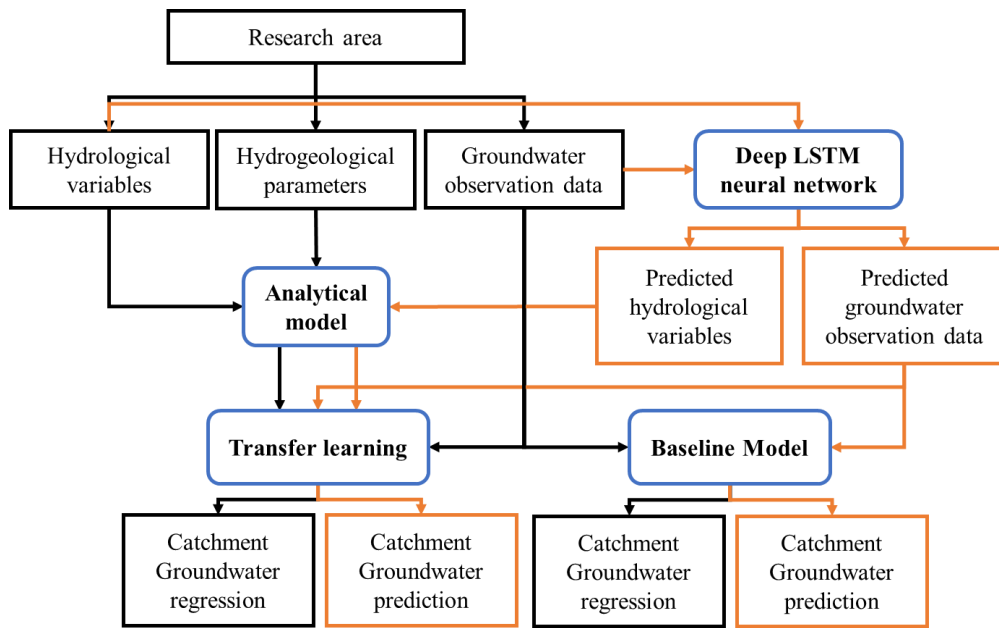 Research area
Hydrological
variables
Hydrogeological
parameters
Groundwater
observation data
Deep LSTM
neural network
Analytical
model
Predicted
hydrological
variables
Predicted
groundwater
observation data
Transfer learning
Baseline Model
Catchment
Groundwater
regression
Catchment
Groundwater
prediction
Catchment
Groundwater
regression
Catchment
Groundwater
prediction